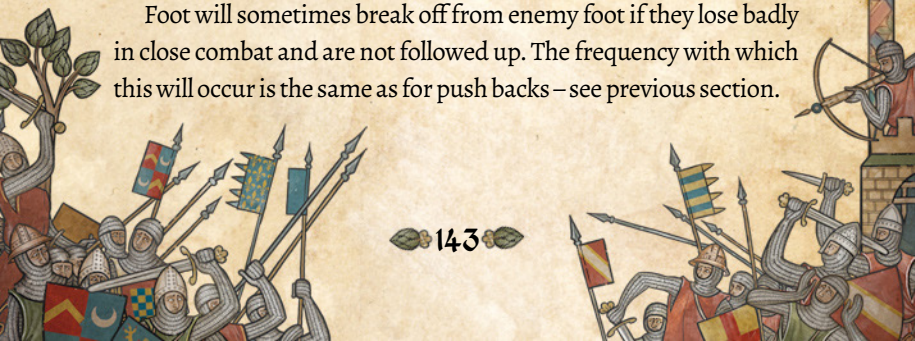 Foot will sometimes break off from enemy foot if they lose badly
in close combat and are not followed up. The frequency with which
this will occur is the same as for push backs – see previous section.
143